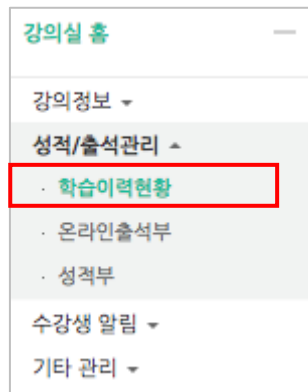 강의실 홈
강의정보
성적/출석관리
· 학습이력현황
· 온라인출석부
· 성적부
수강생 알림
기타 관리